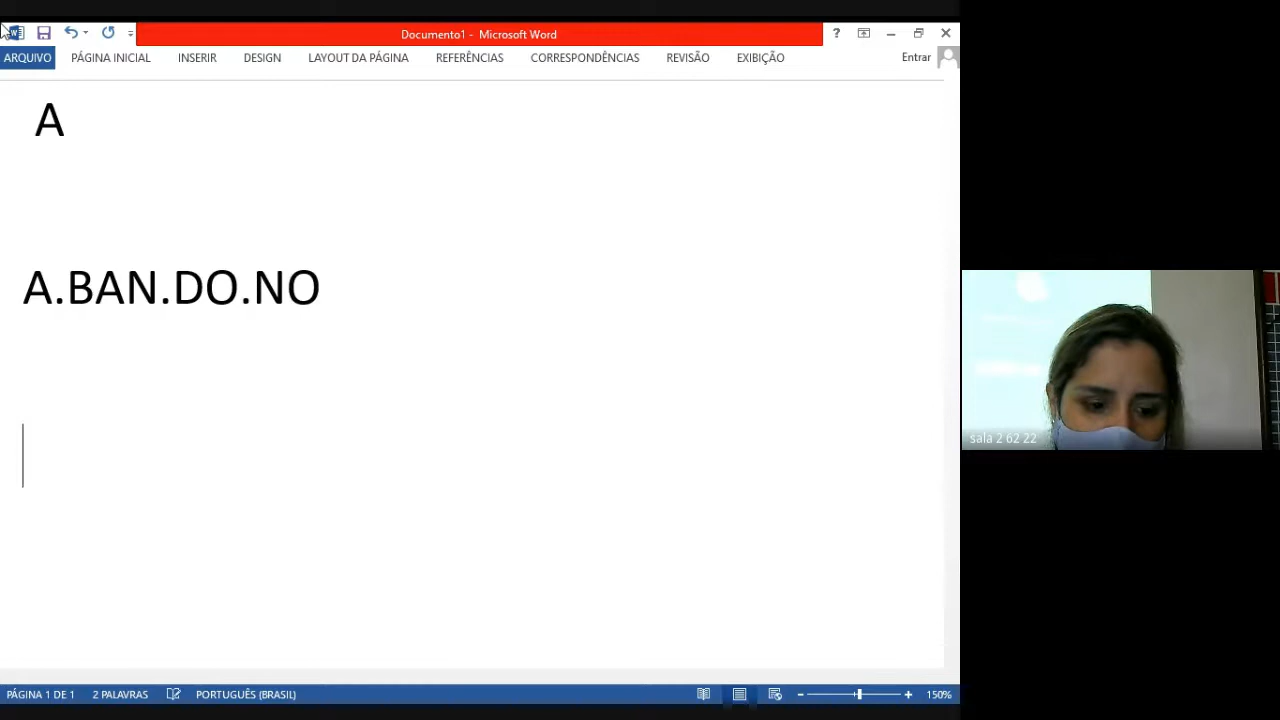 Documento1 - Microsoft Word
?
ARQUIVO PÁGINA INICIAL INSERIR DESIGN LAYOUT DA PÁGINA REFERÊNCIAS CORRESPONDÊNCIAS REVISÃO EXIBIÇÃO Entrar
A
A.BAN.DO.NO
sala 2 62 22
PÁGINA 1 DE 1 2 PALAVRAS PORTUGUÊS (BRASIL) 150%